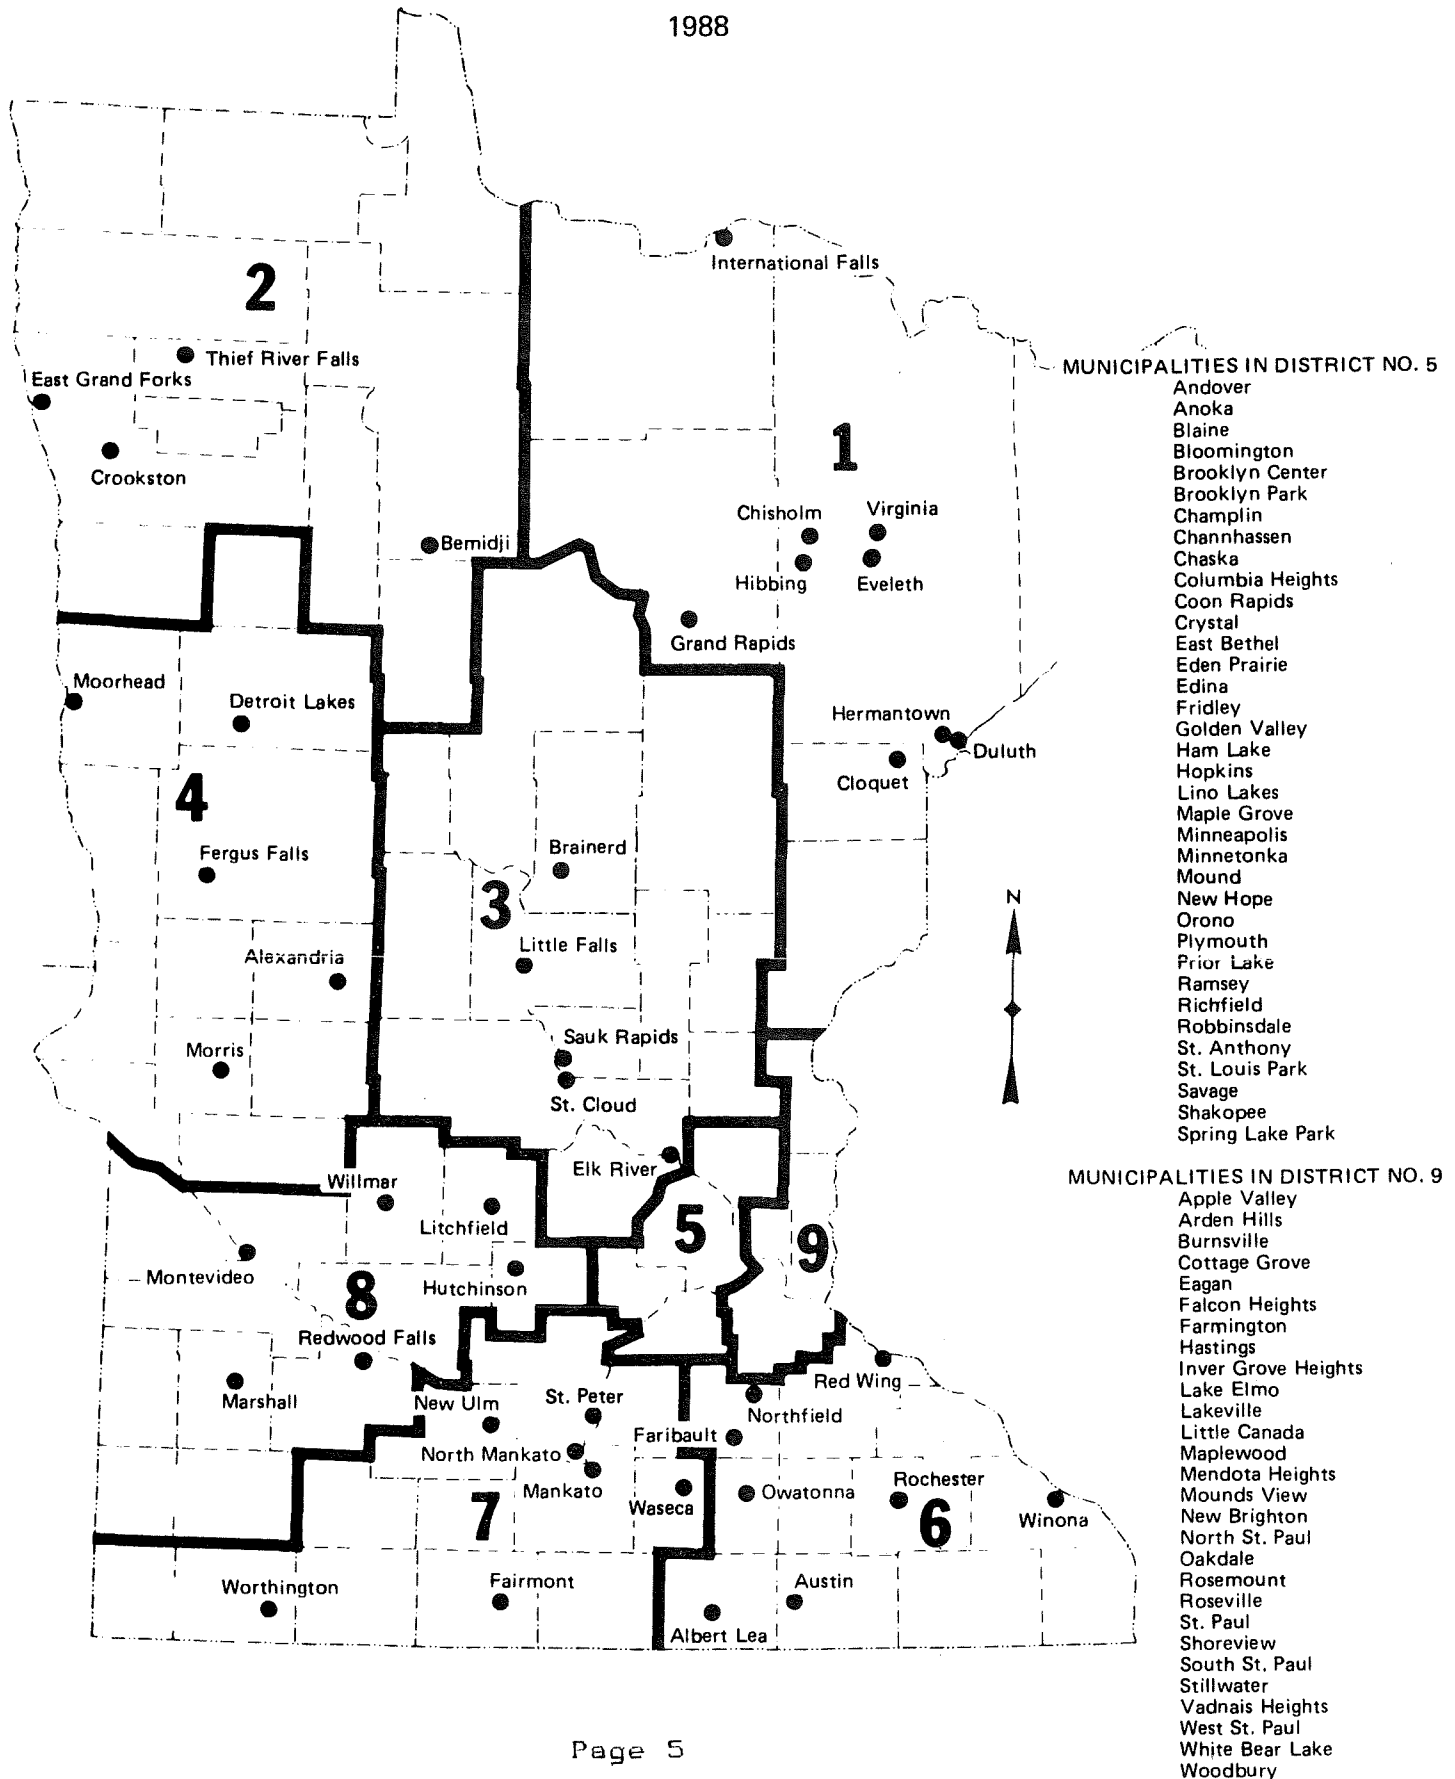 1988
2
International Falls
Thief River Falls
East Grand Forks
Crookston
1
Chisholm
Virginia
Bemidji
Hibbing
Eveleth
Grand Rapids
Moorhead
Detroit Lakes
Hermantown
Duluth
Cloquet
4
Fergus Falls
Brainerd
3
N
Little Falls
Alexandria
Sauk Rapids
Morris
St. Cloud
Elk River
Willmar
Litchfield
5
9
Montevideo
Hutchinson
8
Redwood Falls
Red Wing
Marshall
New Ulm
St. Peter
Northfield
Faribault
North Mankato
Mankato
Waseca
Owatonna
Rochester
7
6
Winona
Worthington
Fairmont
Austin
Albert Lea
MUNICIPALITIES IN DISTRICT NO. 5
Andover
Anoka
Blaine
Bloomington
Brooklyn Center
Brooklyn Park
Champlin
Channhassen
Chaska
Columbia Heights
Coon Rapids
Crystal
East Bethel
Eden Prairie
Edina
Fridley
Golden Valley
Ham Lake
Hopkins
Lino Lakes
Maple Grove
Minneapolis
Minnetonka
Mound
New Hope
Orono
Plymouth
Prior Lake
Ramsey
Richfield
Robbinsdale
St. Anthony
St. Louis Park
Savage
Shakopee
Spring Lake Park
MUNICIPALITIES IN DISTRICT NO. 9
Apple Valley
Arden Hills
Burnsville
Cottage Grove
Eagan
Falcon Heights
Farmington
Hastings
Inver Grove Heights
Lake Elmo
Lakeville
Little Canada
Maplewood
Mendota Heights
Mounds View
New Brighton
North St. Paul
Oakdale
Rosemount
Roseville
St. Paul
Shoreview
South St. Paul
Stillwater
Vadnais Heights
West St. Paul
White Bear Lake
Woodbury
Page 5